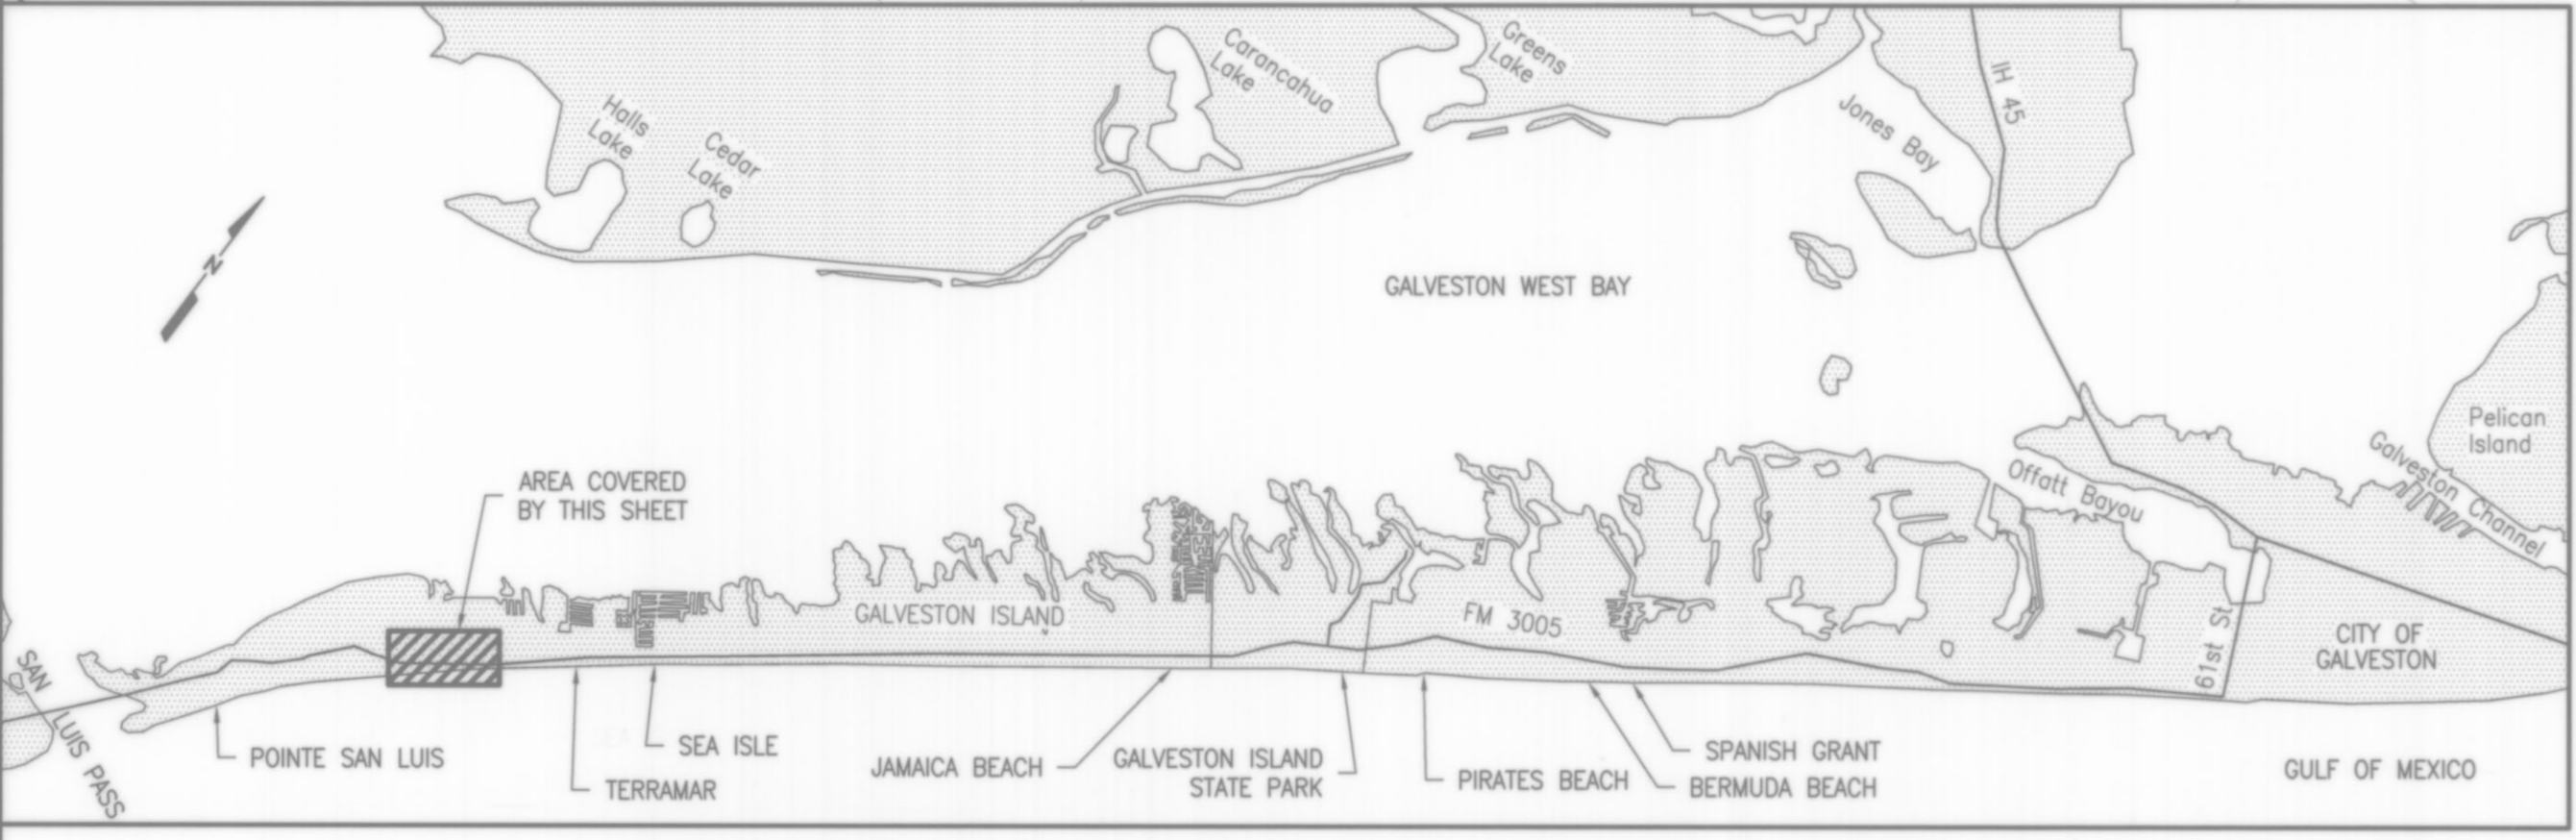 Carancahua
Lake
Greens
Lake
IH 45
Halls
Lake
Cedar
Lake
Jones Bay
N
GALVESTON WEST BAY
Pelican
Island
Galveston Channel
Offatt Bayou
AREA COVERED
BY THIS SHEET
GALVESTON ISLAND
FM 3005
61st St
CITY OF
GALVESTON
SAN
LUIS PASS
POINTE SAN LUIS
SEA ISLE
TERRAMAR
JAMAICA BEACH
GALVESTON ISLAND
STATE PARK
PIRATES BEACH
SPANISH GRANT
BERMUDA BEACH
GULF OF MEXICO